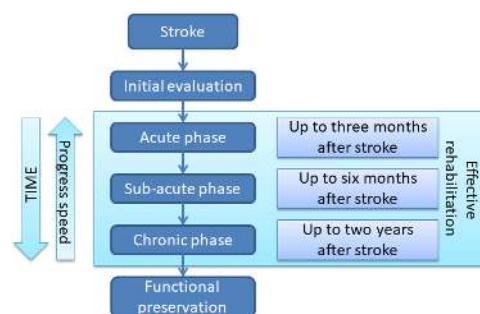 Stroke
Initial evaluation
TIME
Progress speed
Acute phase
Up to three months
after stroke
Sub-acute phase
Up to six months
after stroke
Chronic phase
Up to two years
after stroke
Effective
rehabilitation
Functional
preservation